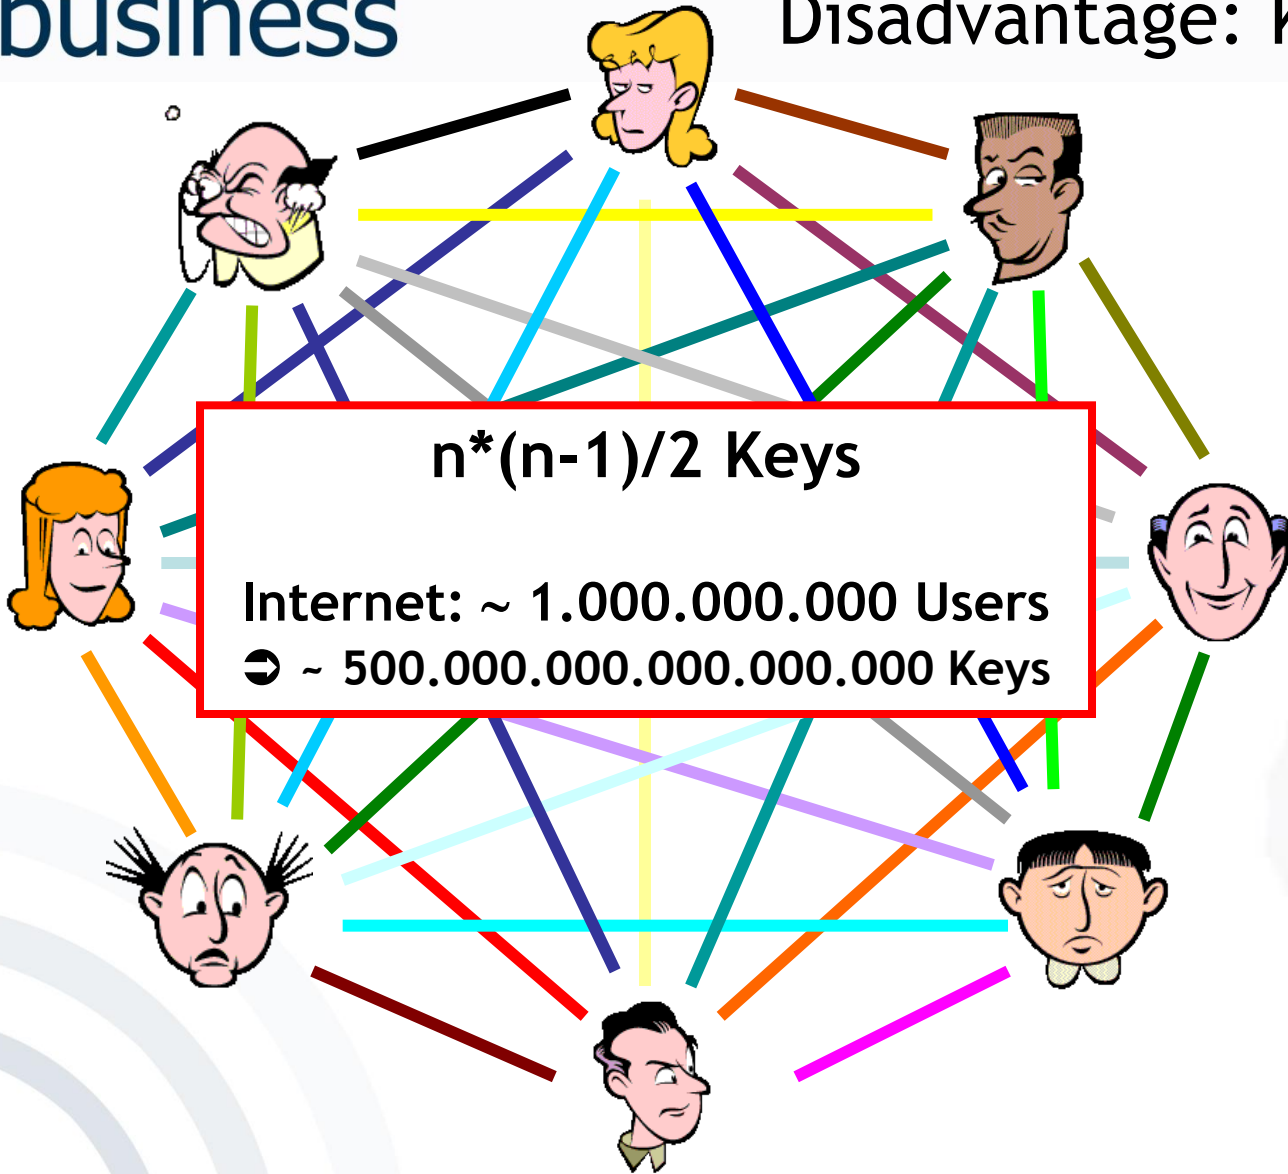 business
Disadvantage:
n*(n-1)/2 Keys
Internet: ~ 1.000.000.000 Users
➲ ~ 500.000.000.000.000.000 Keys